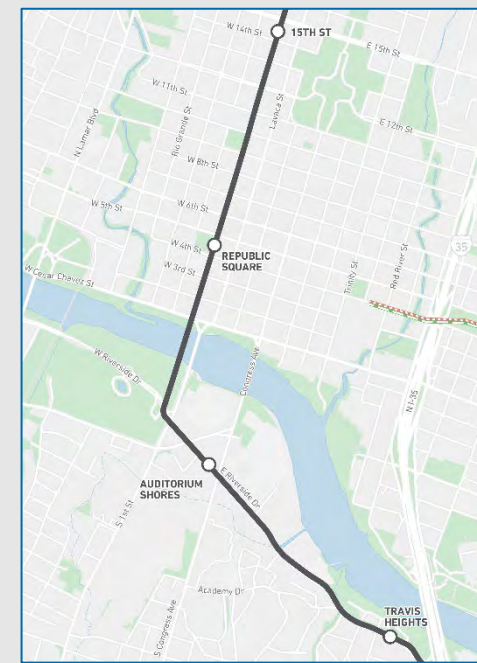 W 14th St
15TH ST
E 15th St
W 11th St
Lavaca St
Rio Grande St
N Lamar Blvd
E 12th St
W 8th St
W 6th St
W 5th St
W 4th St
REPUBLIC
SQUARE
W 3rd St
Red River St
35
W Cesar Chavez St
Trinity St
N I-35
W Riverside Dr
Congress Ave
AUDITORIUM
SHORES
E Riverside Dr
S 1st St
Academy Dr
TRAVIS
HEIGHTS
S Congress Ave